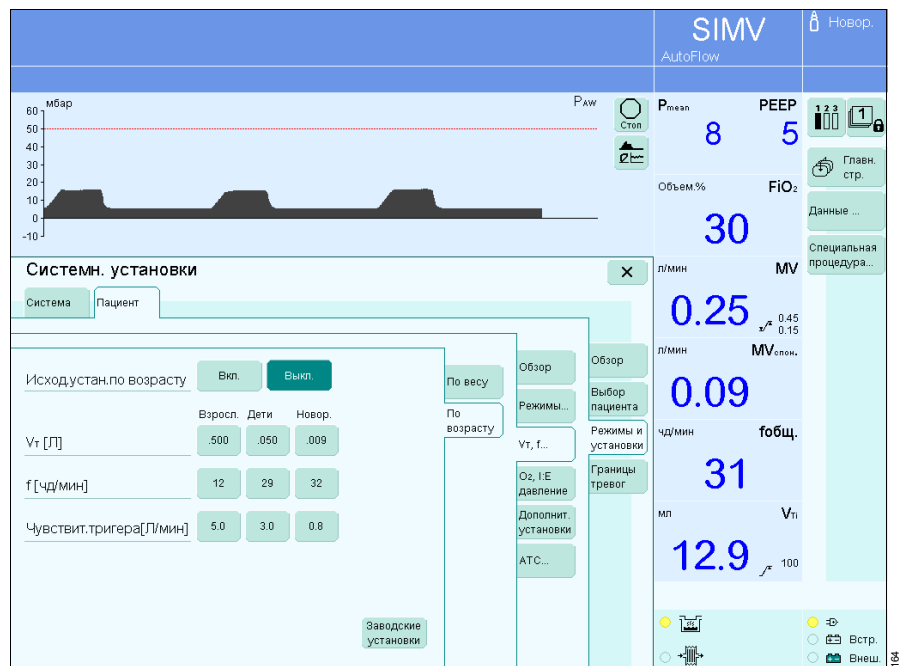 SIMV
AutoFlow
Новор.
мбар
PAW
60
50
40
30
20
10
0
-10
Стоп
Pmean
PEEP
8
5
1 2 3
1
Главн.
стр.
Объем.%
FiO2
30
Данные ...
Специальная
процедура...
л/мин
MV
0.25
0.45
0.15
л/мин
MVспон.
0.09
чд/мин
fобщ.
31
мл
VTi
12.9
100
Системн. установки
Система
Пациент
Исход.устан.по возрасту
Вкл.
Выкл.
Взросл. Дети Новор.
VT [Л]
.500 .050 .009
f [чд/мин]
12 29 32
Чувствит.тригера[Л/мин]
5.0 3.0 0.8
Заводские
установки
По весу
По
возрасту
Обзор
Режимы...
VT, f...
O2, I:E
давление
Дополнит.
установки
ATC...
Обзор
Выбор
пациента
Режимы и
установки
Границы
тревог
Встр.
Внеш.
164